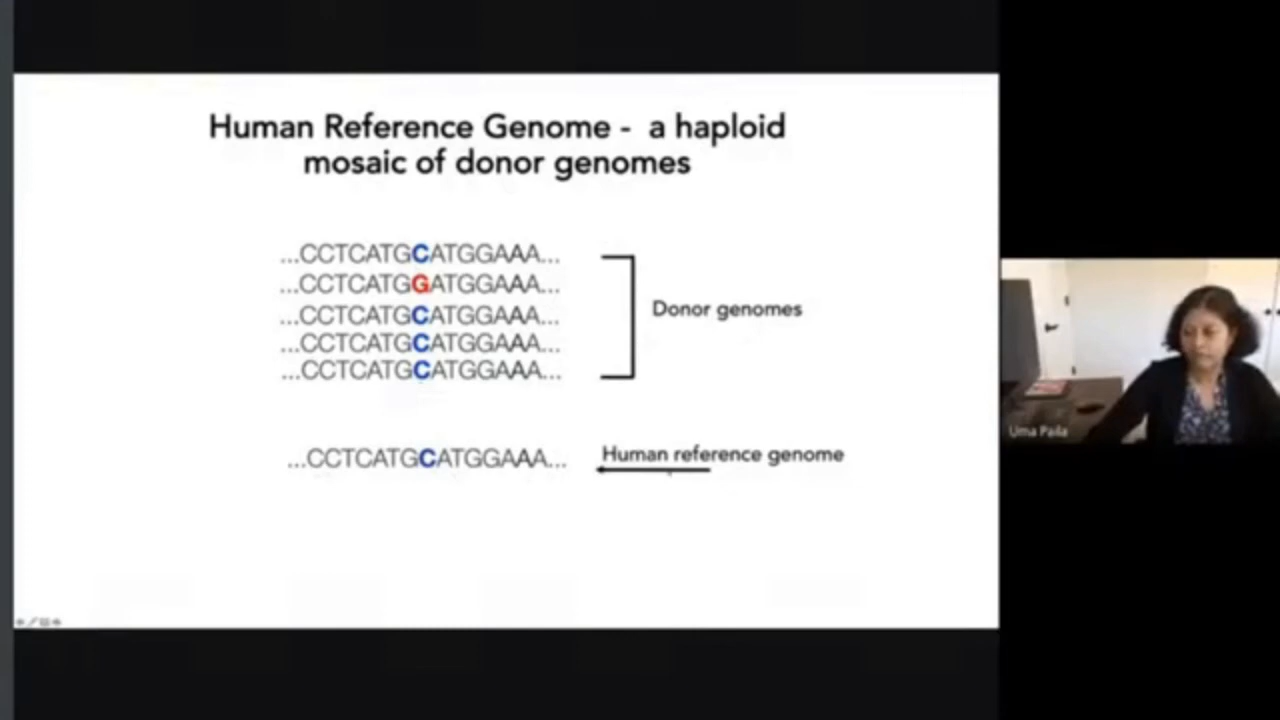 Human Reference Genome - a haploid
mosaic of donor genomes
...CCTCATGCATGGAAA...
...CCTCATGGATGGAAA...
...CCTCATGCATGGAAA...
...CCTCATGCATGGAAA...
...CCTCATGCATGGAAA...
Donor genomes
...CCTCATGCATGGAAA...
Human reference genome
Uma Paila